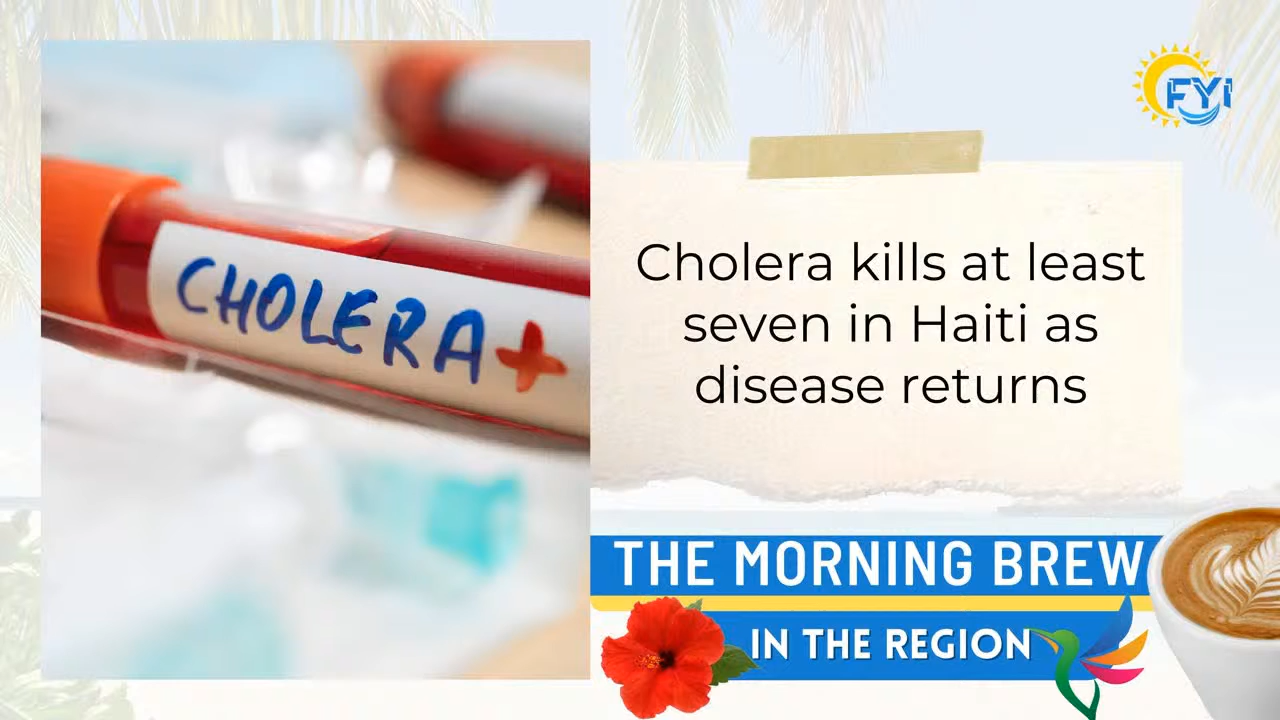 FYI
CHOLERA+
Cholera kills at least
seven in Haiti as
disease returns
THE MORNING BREW
IN THE REGION